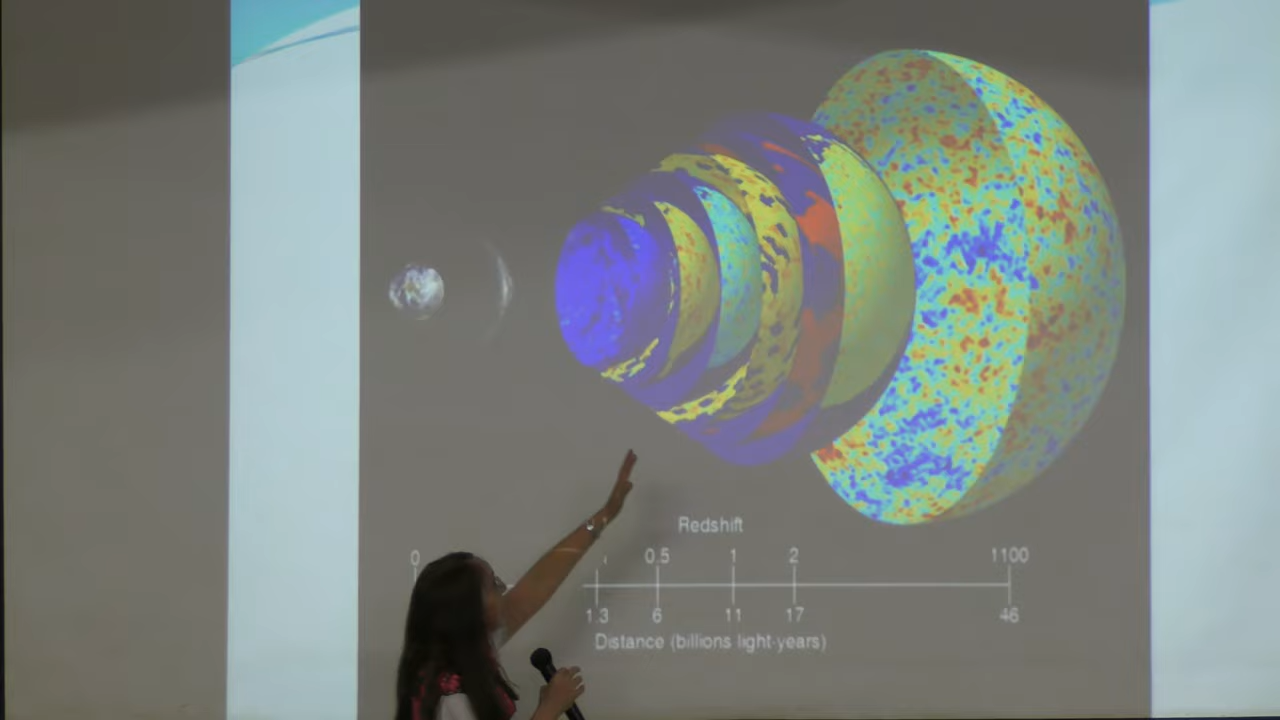 Redshift
0 0.5 1 2 1100
1.3 6 11 17 46
Distance (billions light-years)